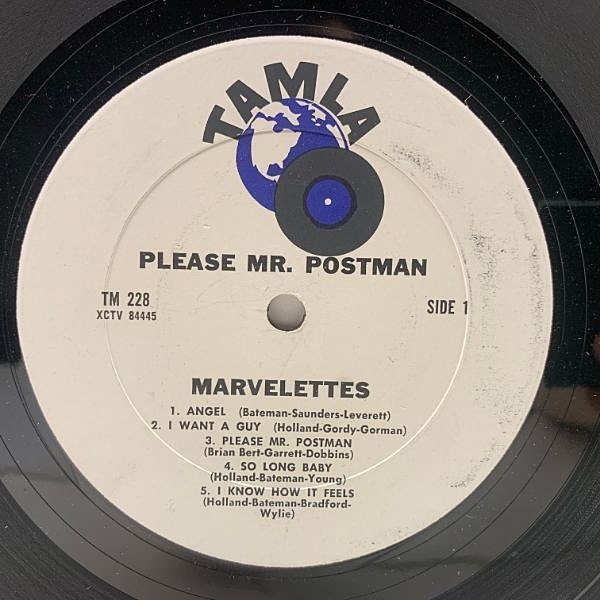 TAMLA
PLEASE MR. POSTMAN
TM 228
XCTV 84445
SIDE 1
MARVELETTES
1. ANGEL (Bateman-Saunders-Leverett)
2. I WANT A GUY (Holland-Gordy-Gorman)
3. PLEASE MR. POSTMAN
(Brian Bert-Garrett-Dobbins)
4. SO LONG BABY
(Holland-Bateman-Young)
5. I KNOW HOW IT FEELS
(Holland-Bateman-Bradford-
Wylie)